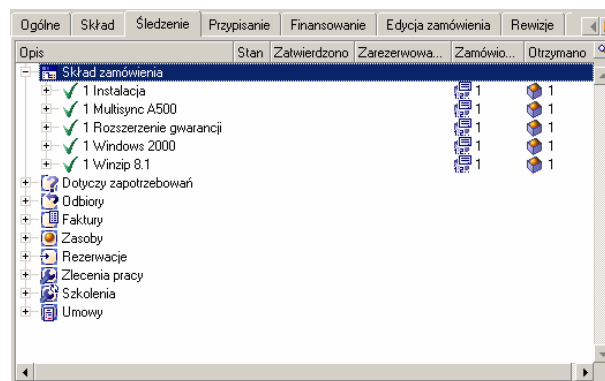 Ogólne Skład Śledzenie Przypisanie Finansowanie Edycja zamówienia Rewizje
Opis Stan Zatwierdzono Zarezerwowa... Zamówio... Otrzymano
Skład zamówienia
1 Instalacja 1 1
1 Multisync A500 1 1
1 Rozszerzenie gwarancji 1 1
1 Windows 2000 1 1
1 Winzip 8.1 1 1
Dotyczy zapotrzebowań
Odbiory
Faktury
Zasoby
Rezerwacje
Zlecenia pracy
Szkolenia
Umowy